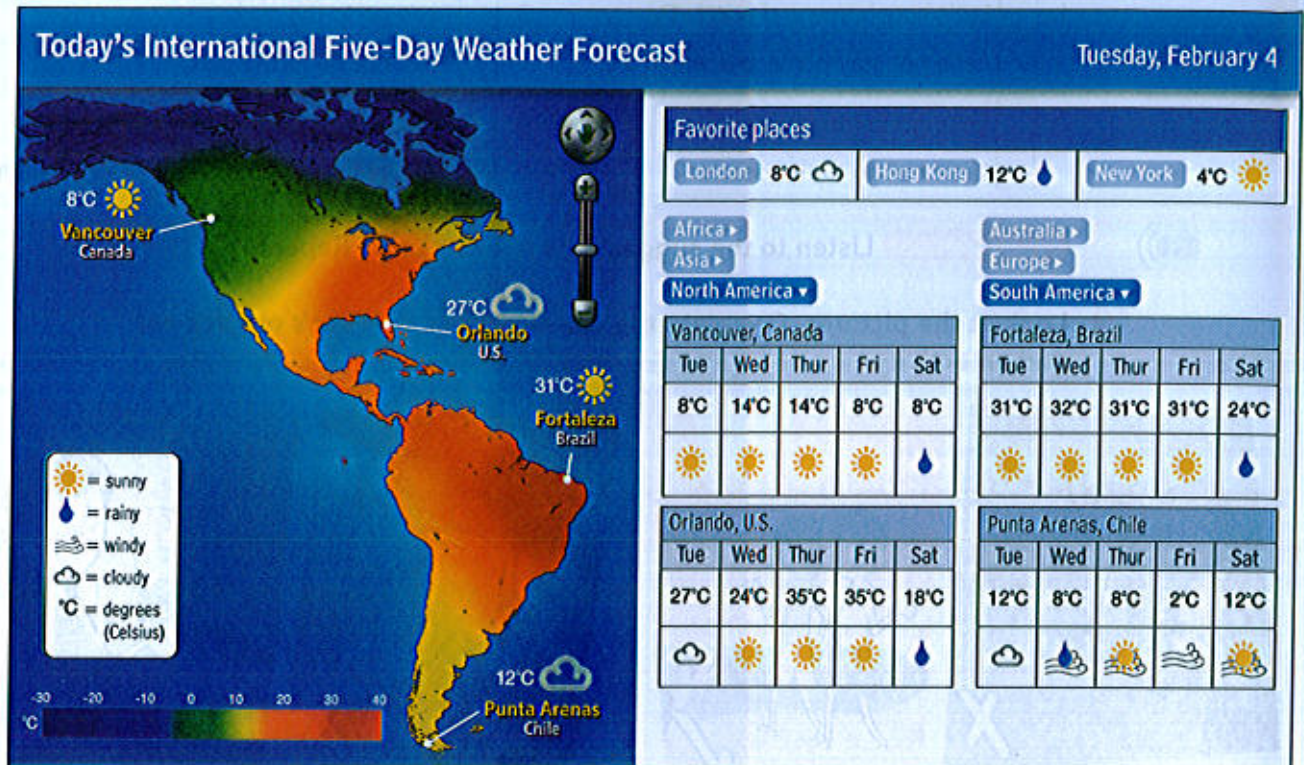 Today's International Five-Day Weather Forecast
Tuesday, February 4
8°C
Vancouver
Canada
27°C
Orlando
U.S.
31°C
Fortaleza
Brazil
12°C
Punta Arenas
Chile
= sunny
= rainy
= windy
= cloudy
°C = degrees
(Celsius)
-30 -20 -10 0 10 20 30 40
°C
Favorite places
London 8°C Hong Kong 12°C New York 4°C
Africa
Asia
North America
Australia
Europe
South America
Vancouver, Canada
Tue Wed Thur Fri Sat
8°C 14°C 14°C 8°C 8°C
Fortaleza, Brazil
Tue Wed Thur Fri Sat
31°C 32°C 31°C 31°C 24°C
Orlando, U.S.
Tue Wed Thur Fri Sat
27°C 24°C 35°C 35°C 18°C
Punta Arenas, Chile
Tue Wed Thur Fri Sat
12°C 8°C 8°C 2°C 12°C